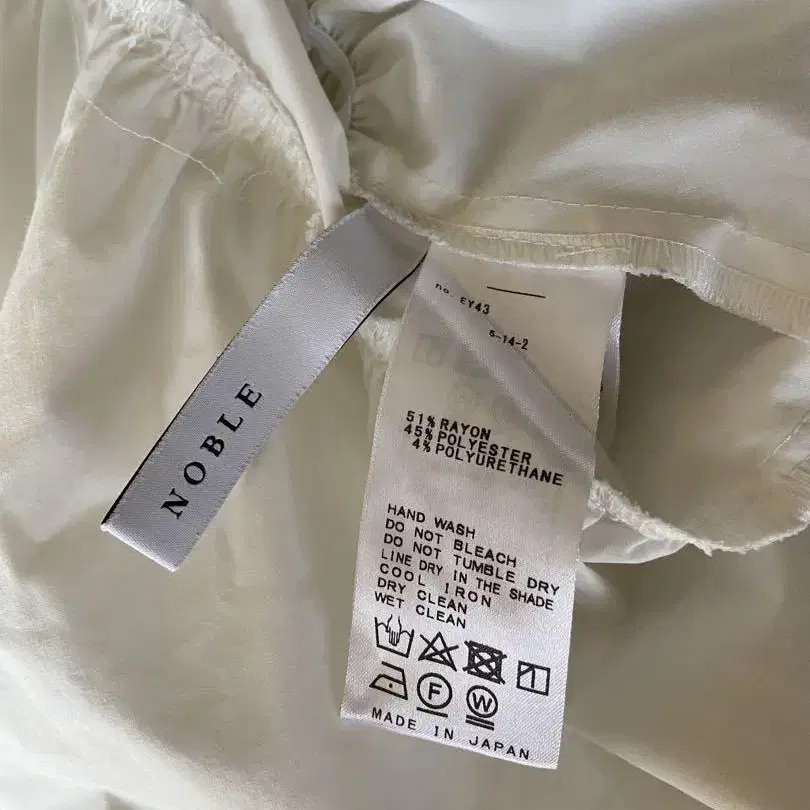 NOBLE
no. EY43
5-14-2
51% RAYON
45% POLYESTER
4% POLYURETHANE
HAND WASH
DO NOT BLEACH
DO NOT TUMBLE DRY
LINE DRY IN THE SHADE
COOL IRON
DRY CLEAN
WET CLEAN
F
W
MADE IN JAPAN